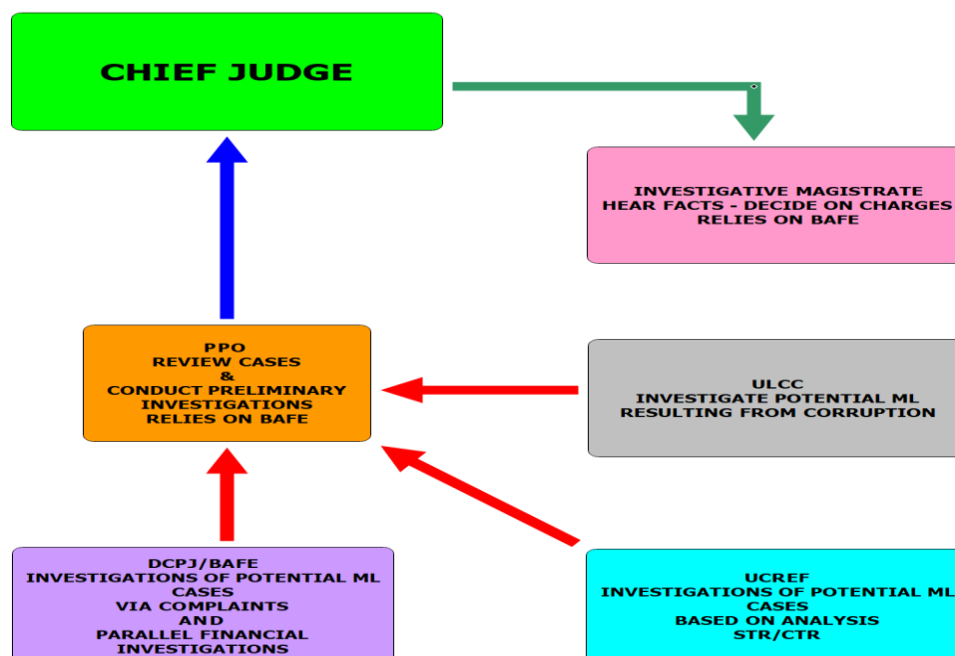 CHIEF JUDGE
INVESTIGATIVE MAGISTRATE
HEAR FACTS - DECIDE ON CHARGES
RELIES ON BAFE
PPO
REVIEW CASES
&
CONDUCT PRELIMINARY
INVESTIGATIONS
RELIES ON BAFE
ULCC
INVESTIGATE POTENTIAL ML
RESULTING FROM CORRUPTION
DCPJ/BAFE
INVESTIGATIONS OF POTENTIAL ML
CASES
VIA COMPLAINTS
AND
PARALLEL FINANCIAL
INVESTIGATIONS
UCREF
INVESTIGATIONS OF POTENTIAL ML
CASES
BASED ON ANALYSIS
STR/CTR